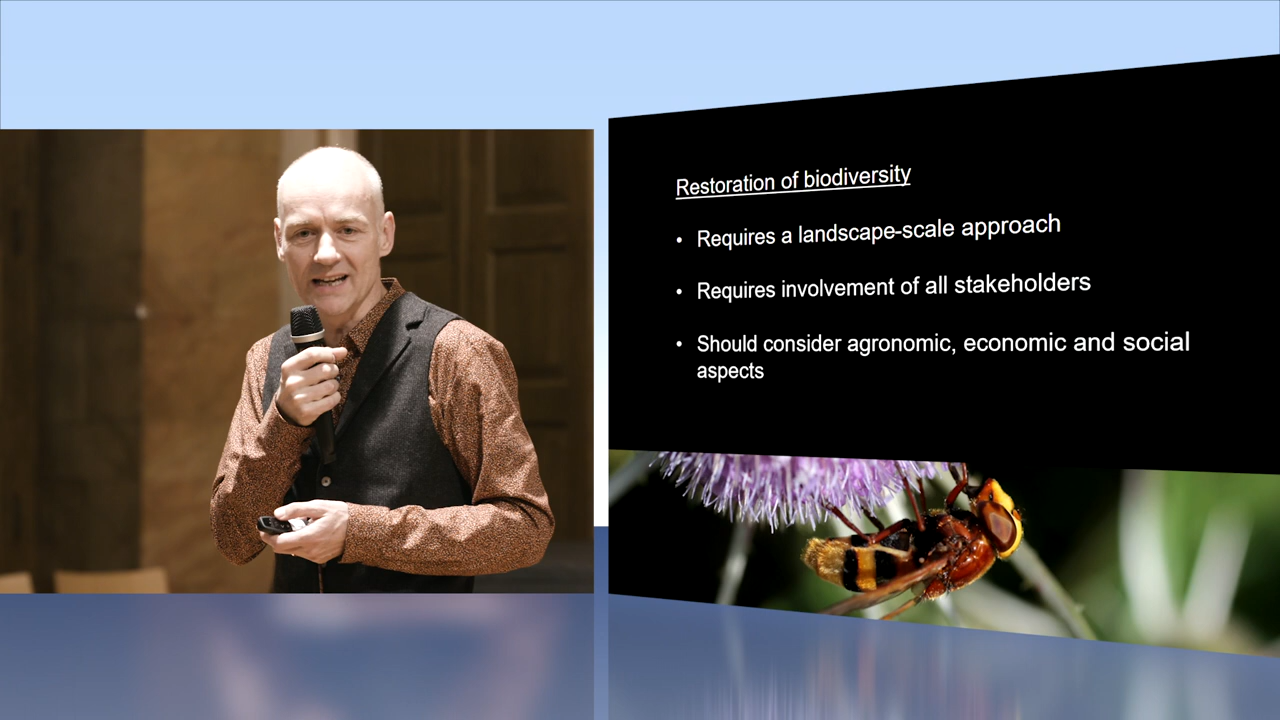 Restoration of biodiversity
• Requires a landscape-scale approach
• Requires involvement of all stakeholders
• Should consider agronomic, economic and social
aspects